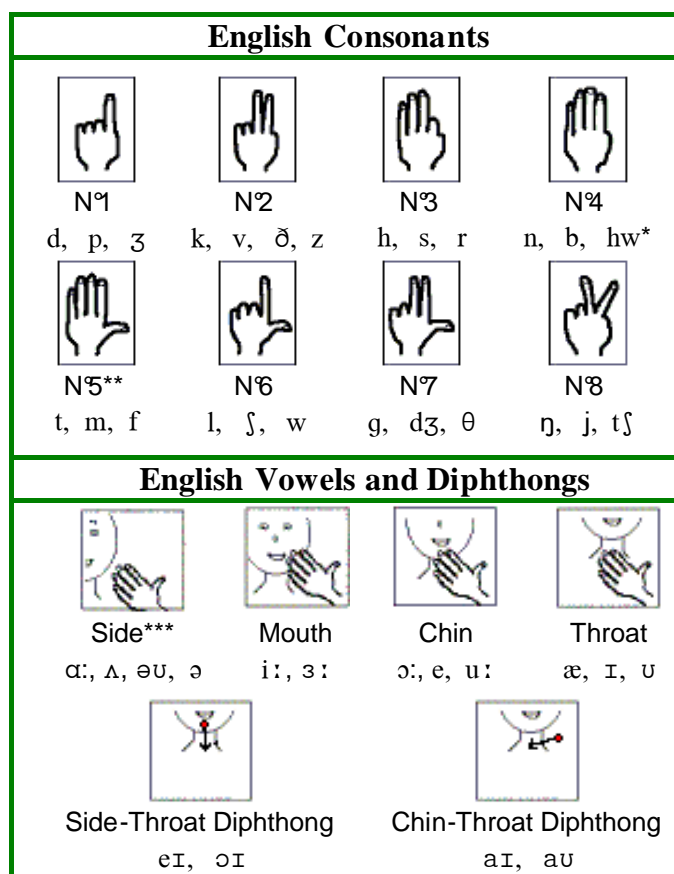 English Consonants
N°1 N°2 N°3 N°4
d, p, ʒ k, v, ð, z h, s, r n, b, hw*
N°5** N°6 N°7 N°8
t, m, f l, ʃ, w g, dʒ, θ ŋ, j, tʃ
English Vowels and Diphthongs
Side*** Mouth Chin Throat
ɑː, ʌ, əʊ, ə iː, ɜː ɔː, e, uː æ, ɪ, ʊ
Side-Throat Diphthong Chin-Throat Diphthong
eɪ, ɔɪ aɪ, aʊ